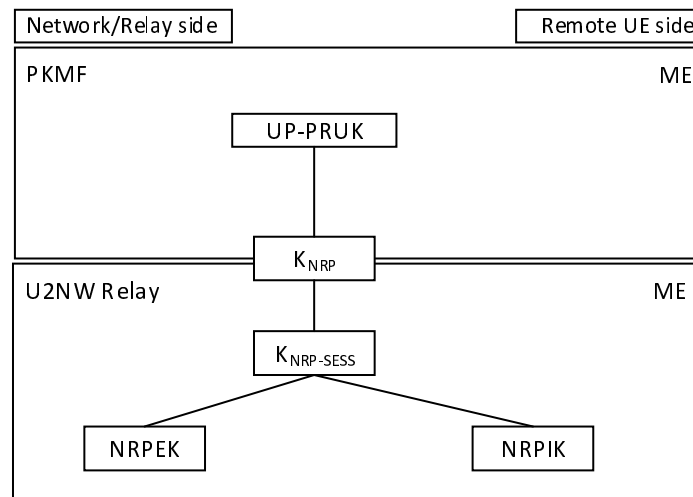 Network/Relay side Remote UE side
PKMF ME
UP-PRUK
KNRP
U2NW Relay ME
KNRP-SESS
NRPEK NRPIK